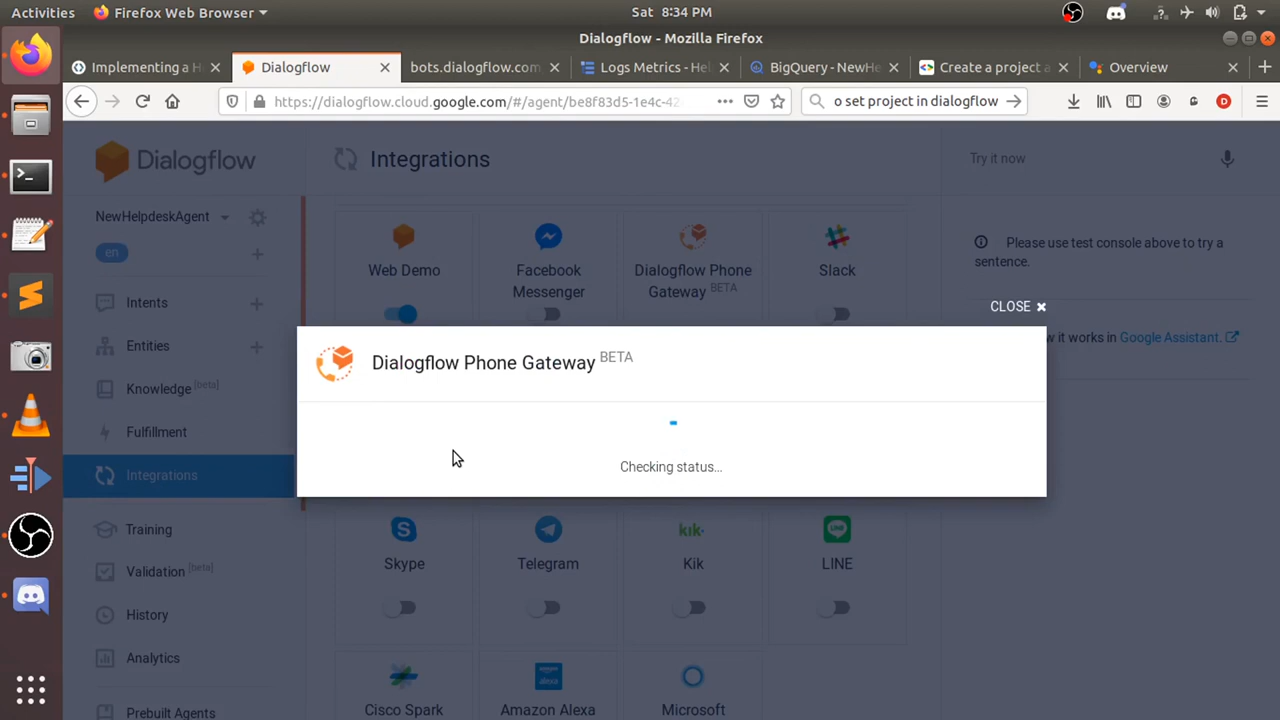 Activities
Firefox Web Browser
Sat 8:34 PM
Dialogflow - Mozilla Firefox
Implementing a H
Dialogflow
bots.dialogflow.com
Logs Metrics - Hel
BigQuery - NewHe
Create a project a
Overview
https://dialogflow.cloud.google.com/#/agent/be8f83d5-1e4c-42
o set project in dialogflow
Dialogflow
Integrations
Try it now
NewHelpdeskAgent
en
Web Demo
Facebook Messenger
Dialogflow Phone Gateway BETA
Slack
Please use test console above to try a
sentence.
Intents
CLOSE
w it works in Google Assistant.
Entities
Dialogflow Phone Gateway BETA
Knowledge [beta]
Fulfillment
Checking status...
Integrations
Training
Skype
Telegram
Kik
LINE
kik
LINE
Validation [beta]
History
Analytics
Prebuilt Agents
Cisco Spark
Amazon Alexa
alexa
Microsoft